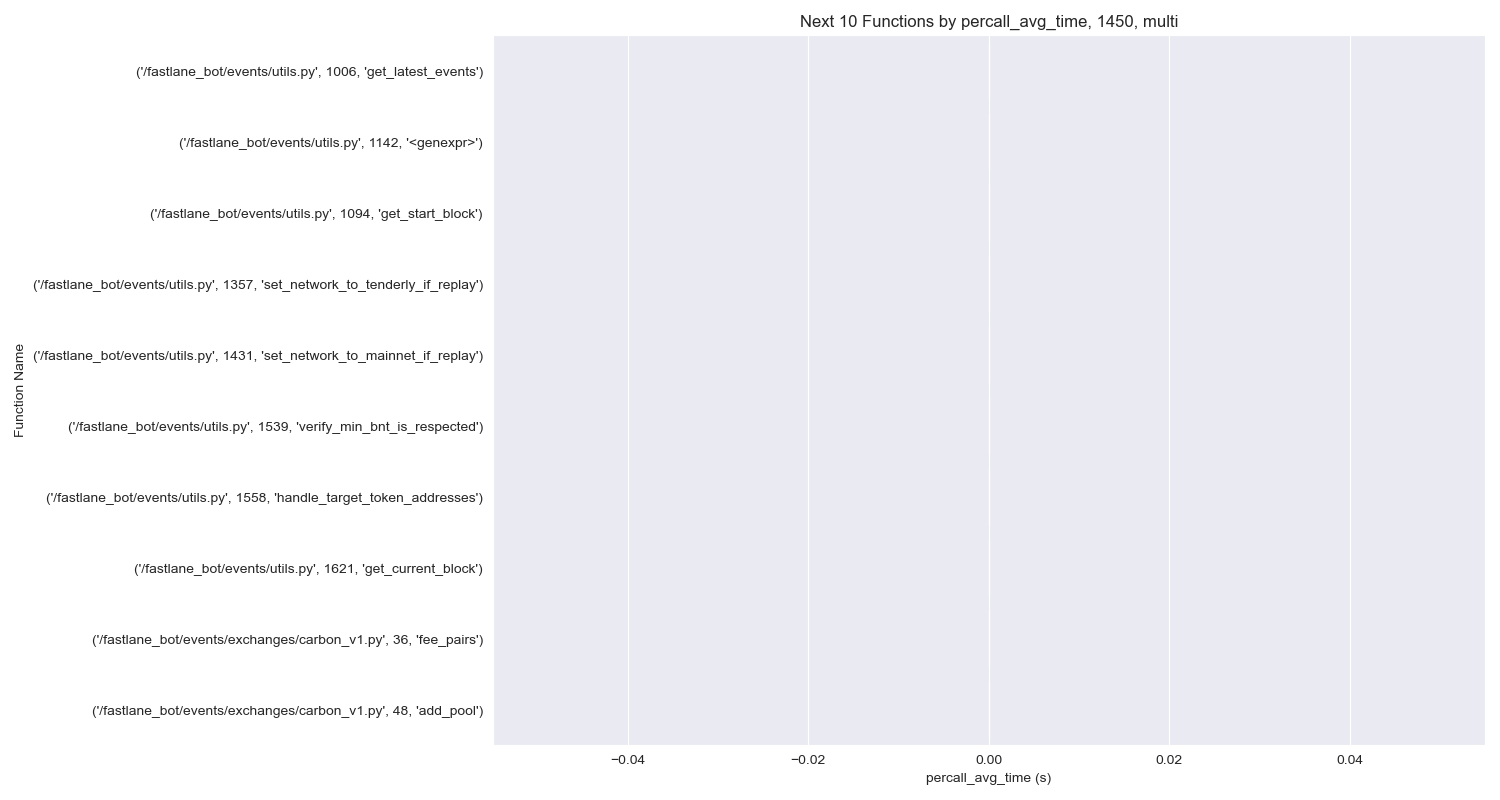 Next 10 Functions by percall_avg_time, 1450, multi
Function Name
('/fastlane_bot/events/utils.py', 1006, 'get_latest_events')
('/fastlane_bot/events/utils.py', 1142, '<genexpr>')
('/fastlane_bot/events/utils.py', 1094, 'get_start_block')
('/fastlane_bot/events/utils.py', 1357, 'set_network_to_tenderly_if_replay')
('/fastlane_bot/events/utils.py', 1431, 'set_network_to_mainnet_if_replay')
('/fastlane_bot/events/utils.py', 1539, 'verify_min_bnt_is_respected')
('/fastlane_bot/events/utils.py', 1558, 'handle_target_token_addresses')
('/fastlane_bot/events/utils.py', 1621, 'get_current_block')
('/fastlane_bot/events/exchanges/carbon_v1.py', 36, 'fee_pairs')
('/fastlane_bot/events/exchanges/carbon_v1.py', 48, 'add_pool')
−0.04 −0.02 0.00 0.02 0.04
percall_avg_time (s)